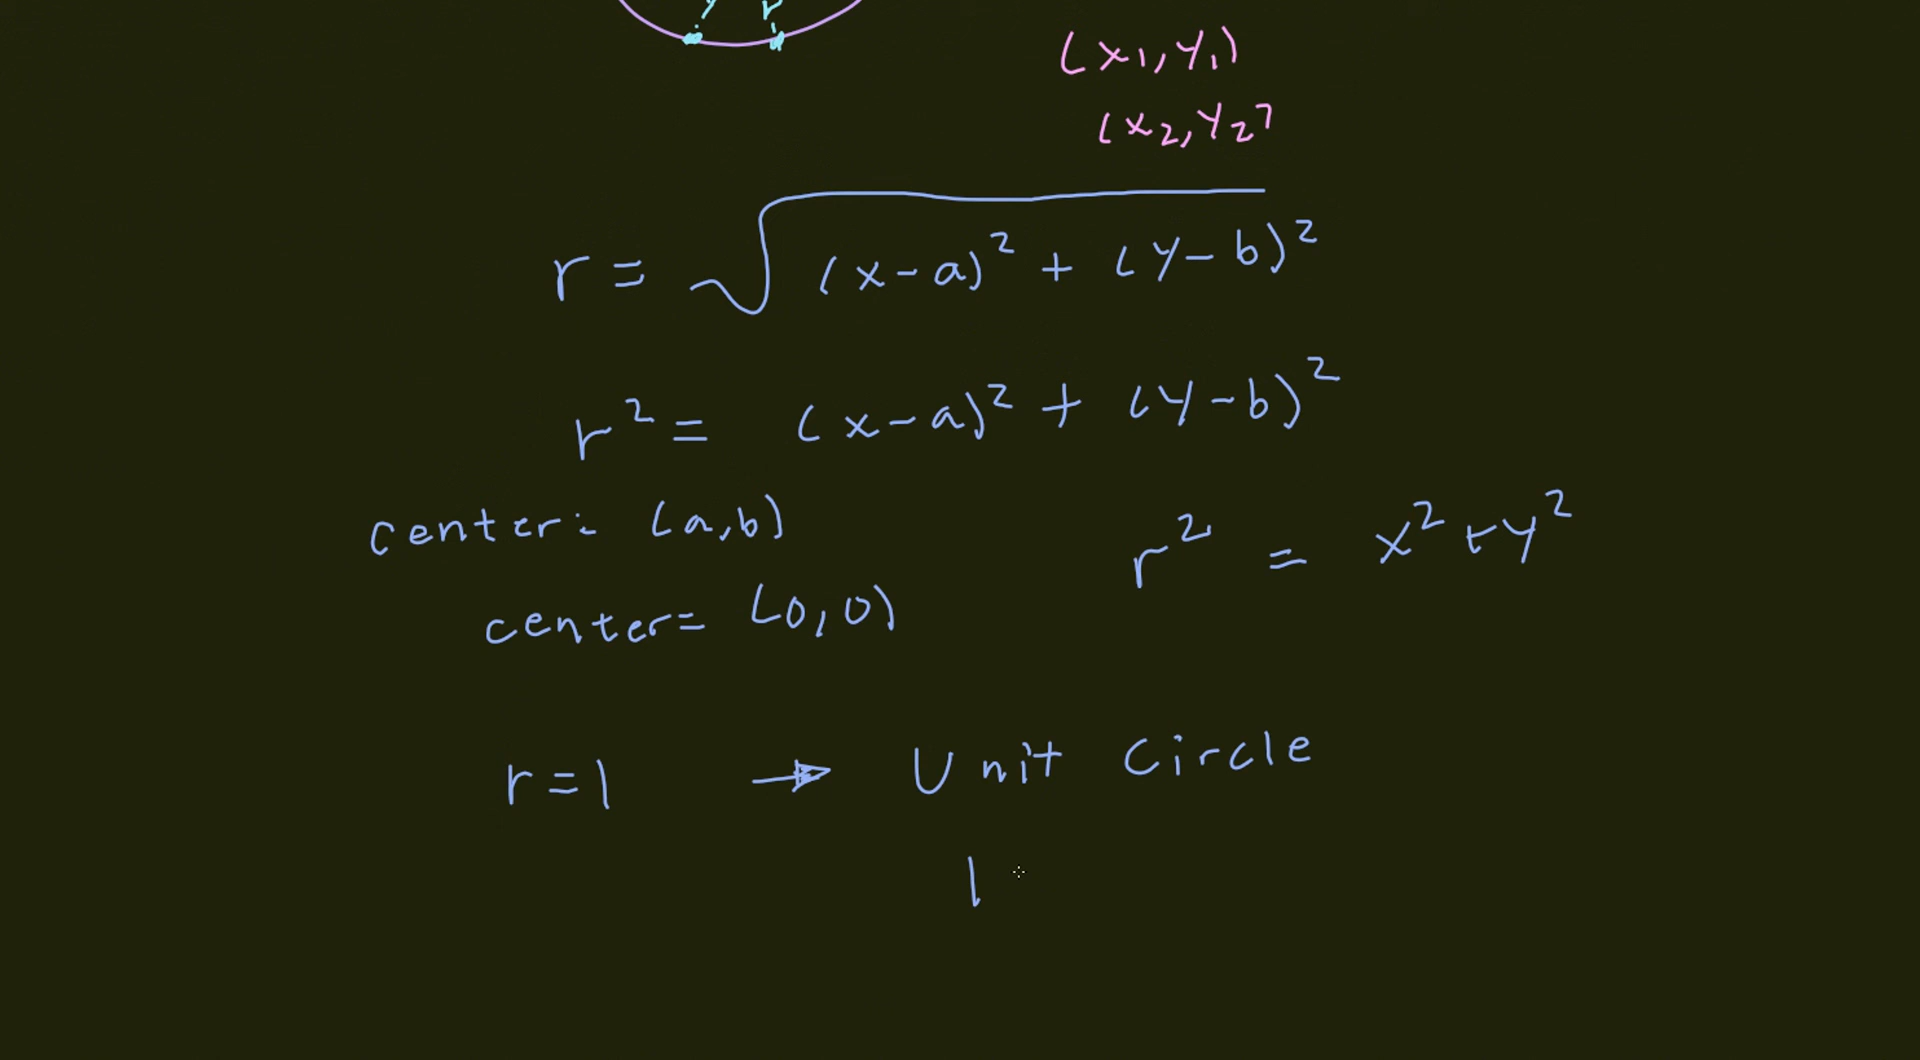 r
(x1, y1)
(x2, y2)
r = √(x-a)² + (y-b)²
r² = (x-a)² + (y-b)²
center: (a,b)
r² = x² + y²
center= (0,0)
r=1 → Unit Circle
1